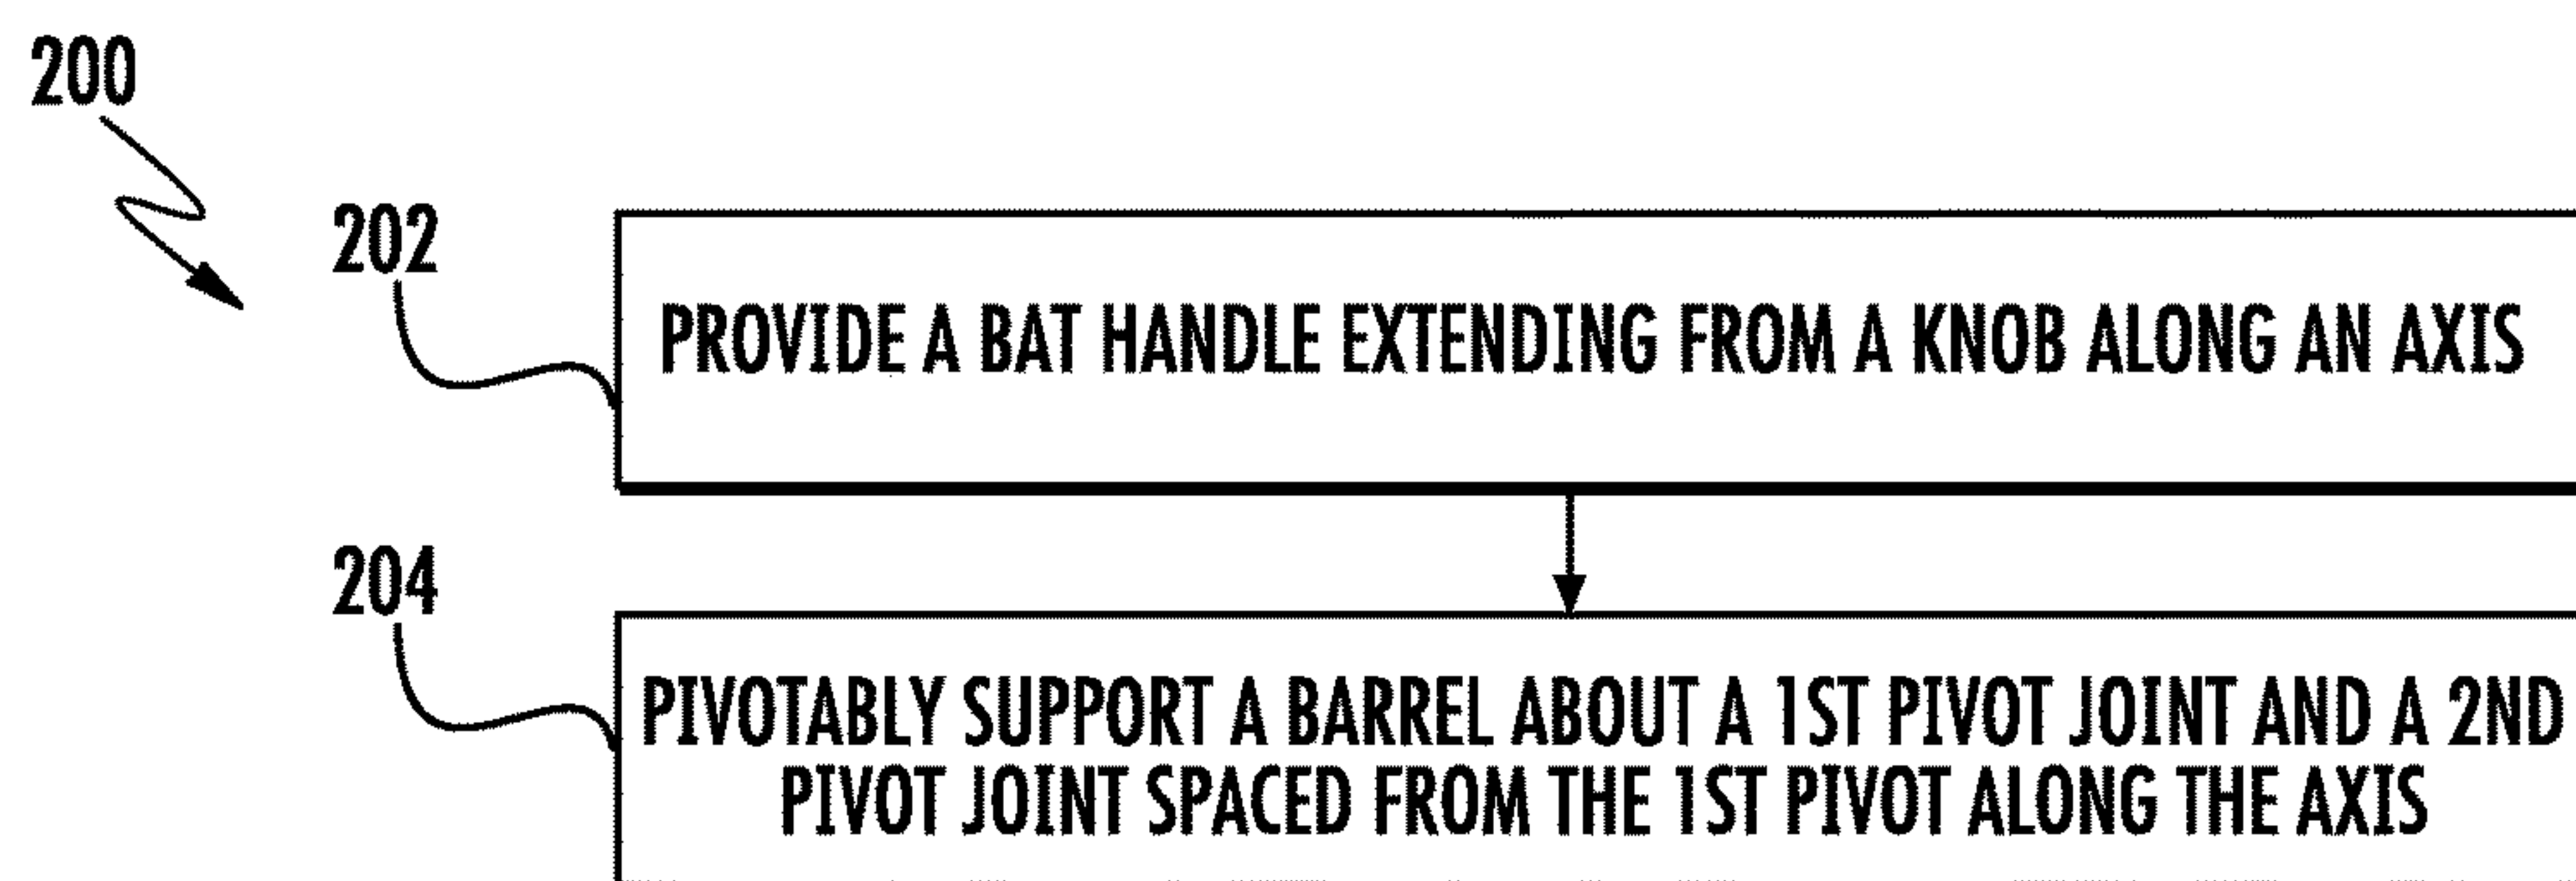 200
202
PROVIDE A BAT HANDLE EXTENDING FROM A KNOB ALONG AN AXIS
204
PIVOTABLY SUPPORT A BARREL ABOUT A 1ST PIVOT JOINT AND A 2ND
PIVOT JOINT SPACED FROM THE 1ST PIVOT ALONG THE AXIS